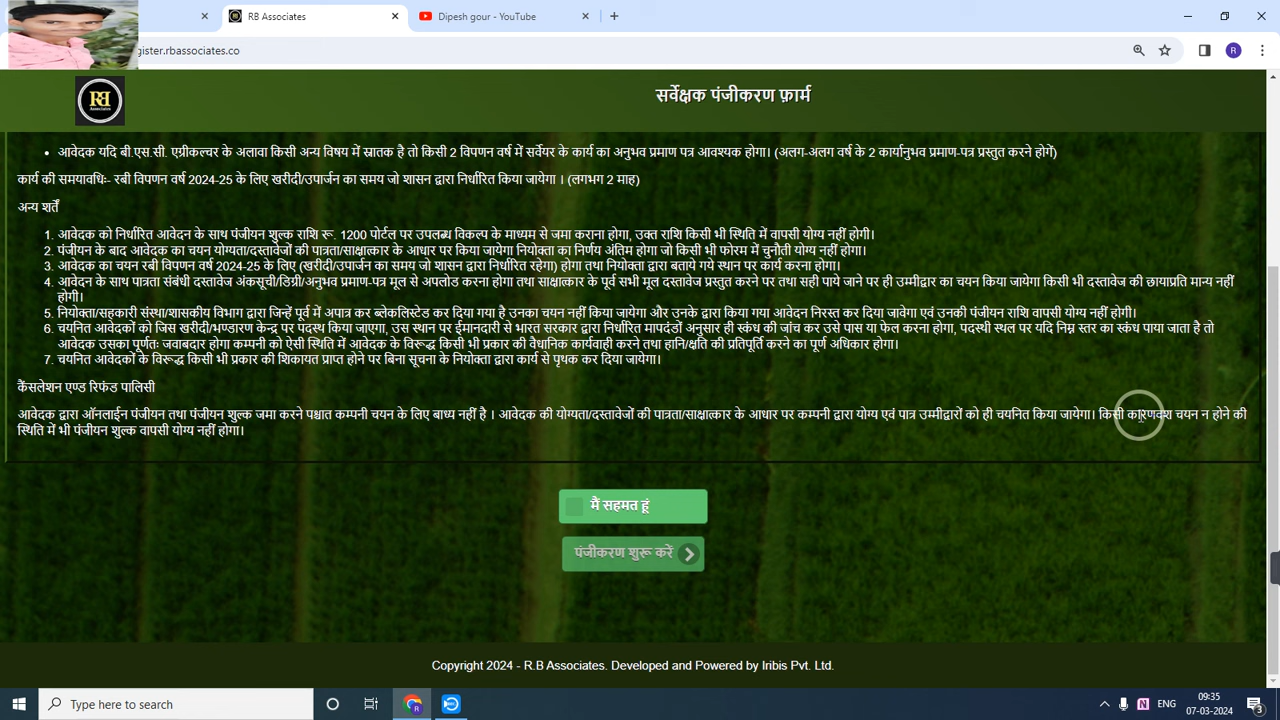 RB Associates
Dipesh gour - YouTube
gister.rbassociates.co
R
RB
Associates
सर्वेक्षक पंजीकरण फ़ार्म
• आवेदक यदि बी.एस.सी. एग्रीकल्चर के अलावा किसी अन्य विषय में स्नातक है तो किसी 2 विपणन वर्ष में सर्वेयर के कार्य का अनुभव प्रमाण पत्र आवश्यक होगा। (अलग-अलग वर्ष के 2 कार्यानुभव प्रमाण-पत्र प्रस्तुत करने होगें)
कार्य की समयावधिः- रबी विपणन वर्ष 2024-25 के लिए खरीदी/उपार्जन का समय जो शासन द्वारा निर्धारित किया जायेगा । (लगभग 2 माह)
अन्य शर्तें
1. आवेदक को निर्धारित आवेदन के साथ पंजीयन शुल्क राशि रू. 1200 पोर्टल पर उपलब्ध विकल्प के माध्यम से जमा कराना होगा, उक्त राशि किसी भी स्थिति में वापसी योग्य नहीं होगी।
2. पंजीयन के बाद आवेदक का चयन योग्यता/दस्तावेजों की पात्रता/साक्षात्कार के आधार पर किया जायेगा नियोक्ता का निर्णय अंतिम होगा जो किसी भी फोरम में चुनौती योग्य नहीं होगा।
3. आवेदक का चयन रबी विपणन वर्ष 2024-25 के लिए (खरीदी/उपार्जन का समय जो शासन द्वारा निर्धारित रहेगा) होगा तथा नियोक्ता द्वारा बताये गये स्थान पर कार्य करना होगा।
4. आवेदन के साथ पात्रता संबंधी दस्तावेज अंकसूची/डिग्री/अनुभव प्रमाण-पत्र मूल से अपलोड करना होगा तथा साक्षात्कार के पूर्व सभी मूल दस्तावेज प्रस्तुत करने पर तथा सही पाये जाने पर ही उम्मीद्वार का चयन किया जायेगा किसी भी दस्तावेज की छायाप्रति मान्य नहीं
होगी।
5. नियोक्ता/सहकारी संस्था/शासकीय विभाग द्वारा जिन्हें पूर्व में अपात्र कर ब्लेकलिस्टेड कर दिया गया है उनका चयन नहीं किया जायेगा और उनके द्वारा किया गया आवेदन निरस्त कर दिया जावेगा एवं उनकी पंजीयन राशि वापसी योग्य नहीं होगी।
6. चयनित आवेदकों को जिस खरीदी/भण्डारण केन्द्र पर पदस्थ किया जाएगा, उस स्थान पर ईमानदारी से भारत सरकार द्वारा निर्धारित मापदंडों अनुसार ही स्कंध की जांच कर उसे पास या फेल करना होगा, पदस्थी स्थल पर यदि निम्न स्तर का स्कंध पाया जाता है तो
आवेदक उसका पूर्णतः जवाबदार होगा कम्पनी को ऐसी स्थिति में आवेदक के विरूद्ध किसी भी प्रकार की वैधानिक कार्यवाही करने तथा हानि/क्षति की प्रतिपूर्ति करने का पूर्ण अधिकार होगा।
7. चयनित आवेदकों के विरूद्ध किसी भी प्रकार की शिकायत प्राप्त होने पर बिना सूचना के नियोक्ता द्वारा कार्य से पृथक कर दिया जायेगा।
कैंसलेशन एण्ड रिफंड पालिसी
आवेदक द्वारा ऑनलाईन पंजीयन तथा पंजीयन शुल्क जमा करने पश्चात कम्पनी चयन के लिए बाध्य नहीं है । आवेदक की योग्यता/दस्तावेजों की पात्रता/साक्षात्कार के आधार पर कम्पनी द्वारा योग्य एवं पात्र उम्मीद्वारों को ही चयनित किया जायेगा। किसी कारणवश चयन न होने की
स्थिति में भी पंजीयन शुल्क वापसी योग्य नहीं होगा।
मैं सहमत हूं
पंजीकरण शुरू करें
Copyright 2024 - R.B Associates. Developed and Powered by Iribis Pvt. Ltd.
Type here to search
R
N
ENG
09:35
07-03-2024
3